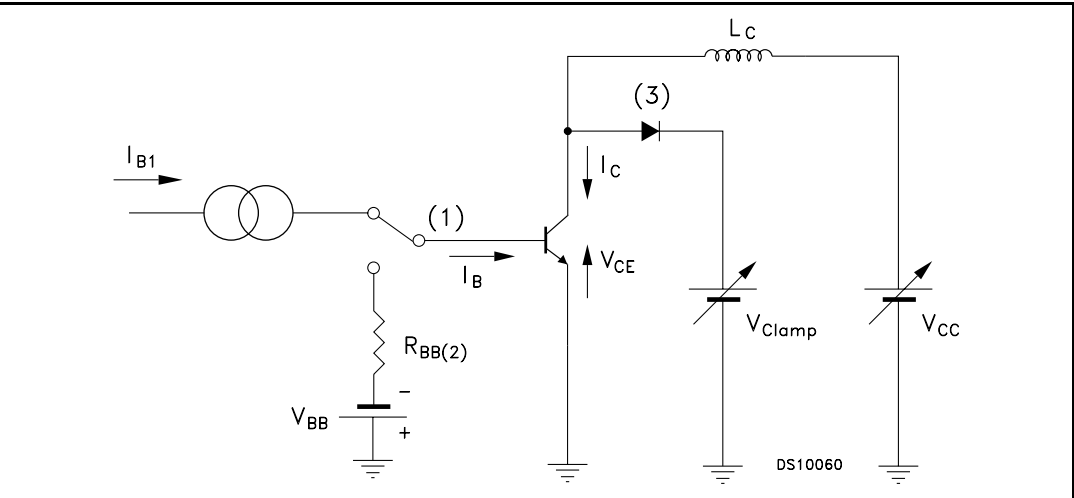 L C
(3)
I B1
I C
(1)
V CE
I B
V Clamp
V CC
R BB(2)
−
V BB
+
DS10060